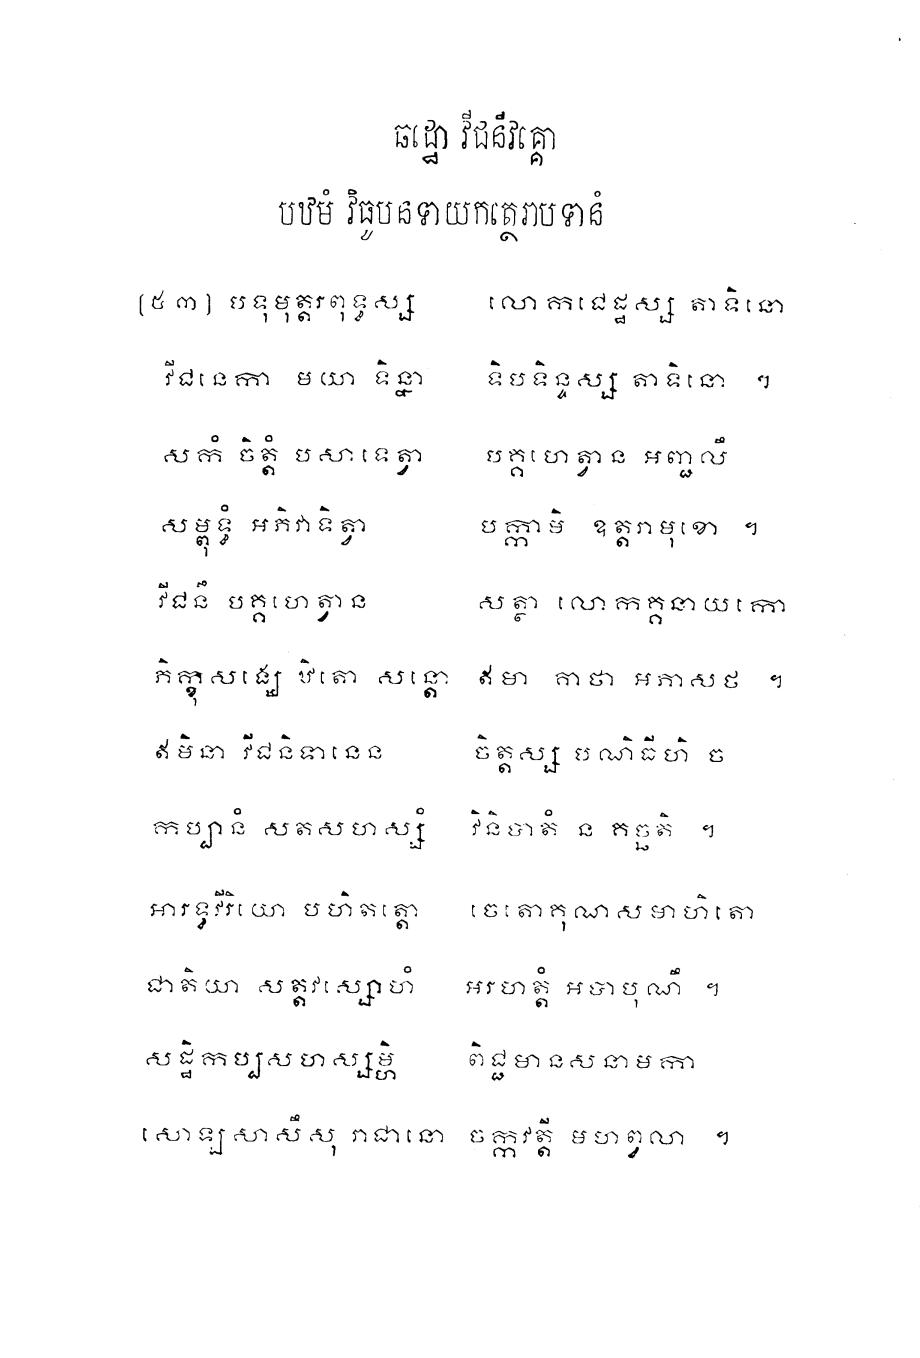 ឆដ្ឋោ វីជនីវគ្គោ
បឋមំ វិធូបនទាយកត្ថេរាបទានំ
[៥៣] បទុមុត្តរពុទ្ធស្ស លោកជេដ្ឋស្ស តាទិនោ
វីជនេកា មយា ទិន្នា ទិបទិន្ទស្ស តាទិនោ ។
សកំ ចិត្តំ បសាទេត្វា បគ្គហេត្វាន អញ្ជលឹ
សម្ពុទ្ធំ អភិវាទិត្វា បក្កាមិ ឧត្តរាមុខោ ។
វីជនឹ បគ្គហេត្វាន សត្ថា លោកគ្គនាយកោ
ភិក្ខុសង្ឃេ ឋិតោ សន្តោ ឥមា គាថា អភាសថ ។
ឥមិនា វីជនិទានេន ចិត្តស្ស បណិធីហិ ច
កប្បានំ សតសហស្សំ វិនិបាតំ ន គច្ឆតិ ។
អារទ្ធវីរិយោ បហិតត្តោ ចេតោគុណសមាហិតោ
ជាតិយា សត្តវស្សោហំ អរហត្តំ អបាបុណឹ ។
សដ្ឋិកប្បសហស្សម្ហិ ពិជ្ជមានសនាមកា
សោឡសាសឹសុ រាជានោ ចក្កវត្តី មហព្វលា ។